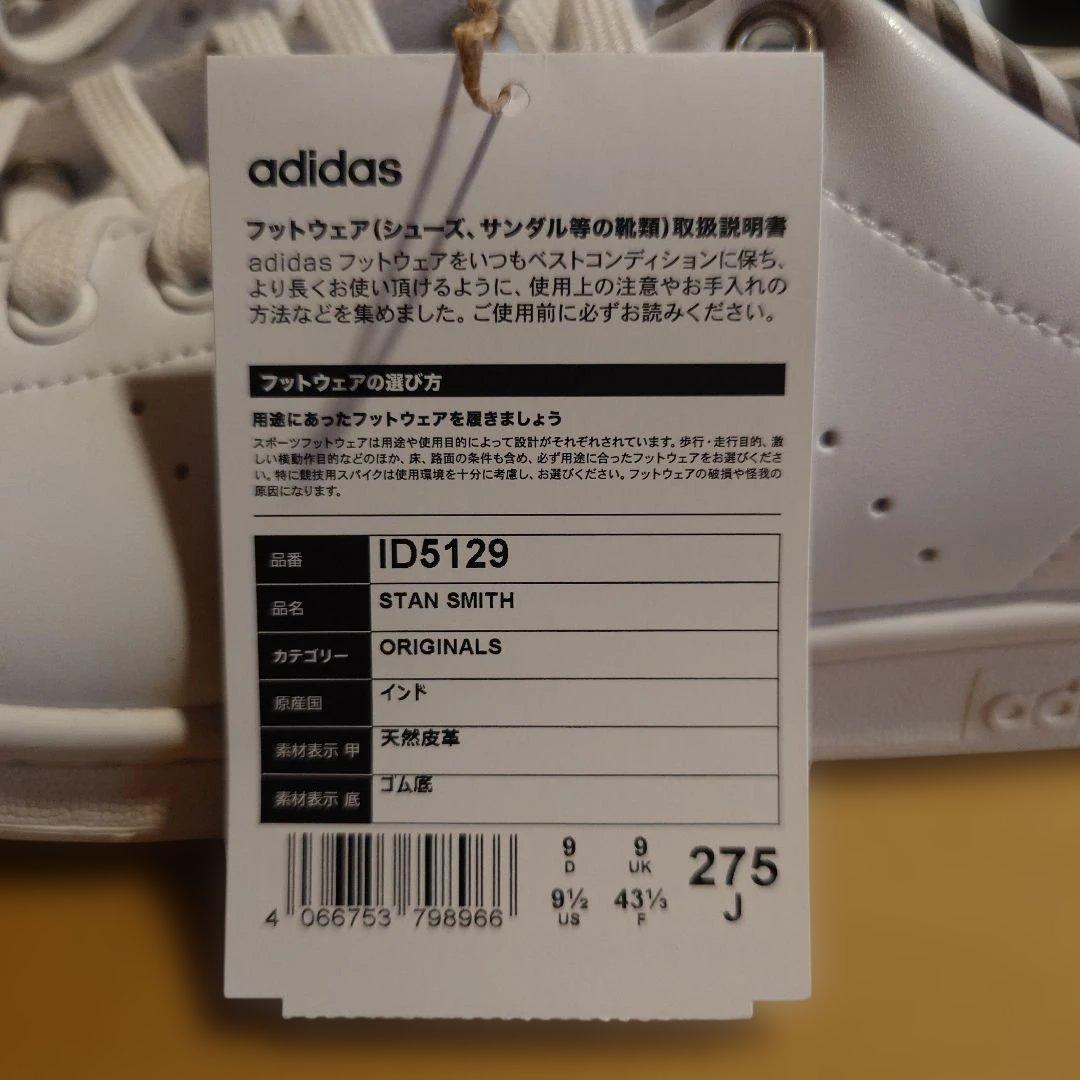 adidas
フットウェア(シューズ、サンダル等の靴類)取扱説明書
adidas フットウェアをいつもベストコンディションに保ち、
より長くお使い頂けるように、使用上の注意やお手入れの
方法などを集めました。ご使用前に必ずお読みください。
フットウェアの選び方
用途にあったフットウェアを履きましょう
スポーツフットウェアは用途や使用目的によって設計がそれぞれされています。歩行・走行目的、激
しい横動作目的などのほか、床、路面の条件も含め、必ず用途に合ったフットウェアをお選びくださ
い。特に競技用スパイクは使用環境を十分に考慮し、お選びください。フットウェアの破損や怪我の
原因になります。
品番 ID5129
品名 STAN SMITH
カテゴリー ORIGINALS
原産国 インド
素材表示 甲 天然皮革
素材表示 底 ゴム底
9 9 275
D UK
9½ 43⅓ J
US F
4 066753 798966